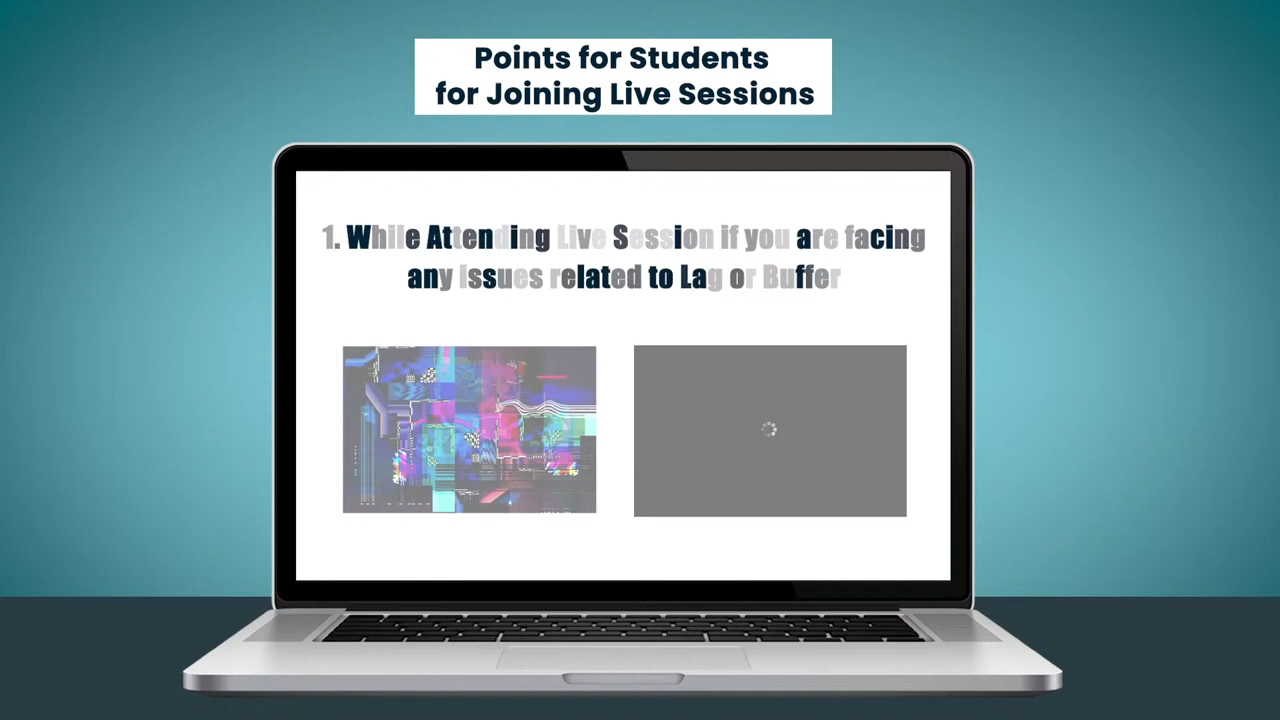 Points for Students
for Joining Live Sessions
1. While Attending Live Session if you are facing
any issues related to Lag or Buffer